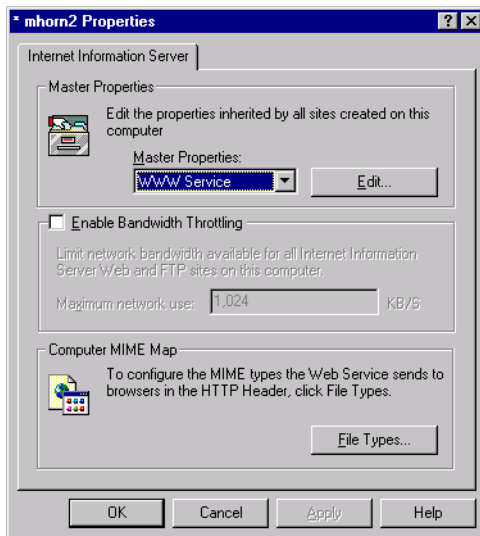 * mhorn2 Properties
Internet Information Server
Master Properties
Edit the properties inherited by all sites created on this
computer
Master Properties:
WWW Service
Edit...
Enable Bandwidth Throttling
Limit network bandwidth available for all Internet Information
Server Web and FTP sites on this computer.
Maximum network use: 1,024 KB/S
Computer MIME Map
To configure the MIME types the Web Service sends to
browsers in the HTTP Header, click File Types.
File Types...
OK Cancel Apply Help